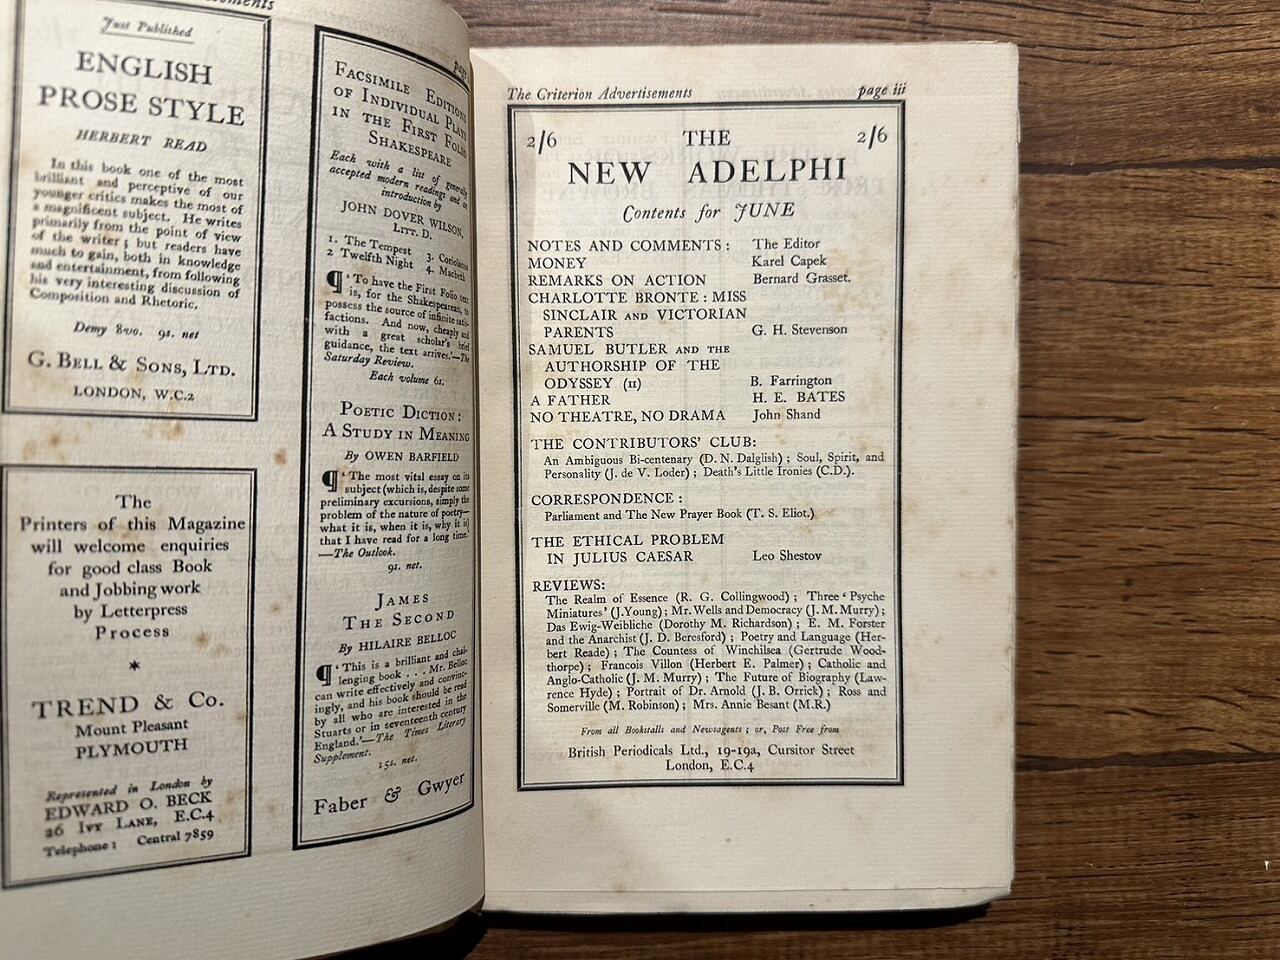 Just Published
ENGLISH
PROSE STYLE
HERBERT READ
In this book one of the most
brilliant and perceptive of our
younger critics makes the most of
a magnificent subject. He writes
primarily from the point of view
of the writer; but readers have
much to gain, both in knowledge
and entertainment, from following
his very interesting discussion of
Composition and Rhetoric.
Demy 8vo. 9s. net
G. BELL & SONS, LTD.
LONDON, W.C.2
The
Printers of this Magazine
will welcome enquiries
for good class Book
and Jobbing work
by Letterpress
Process
*
TREND & Co.
Mount Pleasant
PLYMOUTH
Represented in London by
EDWARD O. BECK
26 IVY LANE, E.C.4
Telephone: Central 7859
FACSIMILE EDITIONS
OF INDIVIDUAL PLAYS
IN THE FIRST FOLIO
SHAKESPEARE
Each with a list of generally
accepted modern readings and an
introduction by
JOHN DOVER WILSON,
LITT. D.
1. The Tempest 3. Coriolanus
2 Twelfth Night 4. Macbeth
¶ 'To have the First Folio text
is, for the Shakespearean, to
possess the source of infinite satis-
factions. And now, cheaply and
with a great scholar's brief
guidance, the text arrives.'—The
Saturday Review.
Each volume 6s.
POETIC DICTION:
A STUDY IN MEANING
By OWEN BARFIELD
¶ 'The most vital essay on its
subject (which is, despite some
preliminary excursions, simply the
problem of the nature of poetry—
what it is, when it is, why it is)
that I have read for a long time.'
—The Outlook.
9s. net.
JAMES
THE SECOND
By HILAIRE BELLOC
¶ 'This is a brilliant and chal-
lenging book . . . Mr. Belloc
can write effectively and convinc-
ingly, and his book should be read
by all who are interested in the
Stuarts or in seventeenth century
England.'—The Times Literary
Supplement.
15s. net.
Faber & Gwyer
The Criterion Advertisements page iii
2/6 THE 2/6
NEW ADELPHI
Contents for JUNE
NOTES AND COMMENTS: The Editor
MONEY Karel Capek
REMARKS ON ACTION Bernard Grasset.
CHARLOTTE BRONTE: MISS
SINCLAIR AND VICTORIAN
PARENTS G. H. Stevenson
SAMUEL BUTLER AND THE
AUTHORSHIP OF THE
ODYSSEY (II) B. Farrington
A FATHER H. E. BATES
NO THEATRE, NO DRAMA John Shand
THE CONTRIBUTORS' CLUB:
An Ambiguous Bi-centenary (D. N. Dalglish); Soul, Spirit, and
Personality (J. de V. Loder); Death's Little Ironies (C.D.).
CORRESPONDENCE:
Parliament and The New Prayer Book (T. S. Eliot.)
THE ETHICAL PROBLEM
IN JULIUS CAESAR Leo Shestov
REVIEWS:
The Realm of Essence (R. G. Collingwood); Three 'Psyche
Miniatures' (J.Young); Mr. Wells and Democracy (J. M. Murry);
Das Ewig-Weibliche (Dorothy M. Richardson); E. M. Forster
and the Anarchist (J. D. Beresford); Poetry and Language (Her-
bert Reade); The Countess of Winchilsea (Gertrude Wood-
thorpe); Francois Villon (Herbert E. Palmer); Catholic and
Anglo-Catholic (J. M. Murry); The Future of Biography (Law-
rence Hyde); Portrait of Dr. Arnold (J. B. Orrick); Ross and
Somerville (M. Robinson); Mrs. Annie Besant (M.R.)
From all Bookstalls and Newsagents; or, Post Free from
British Periodicals Ltd., 19-19a, Cursitor Street
London, E.C.4